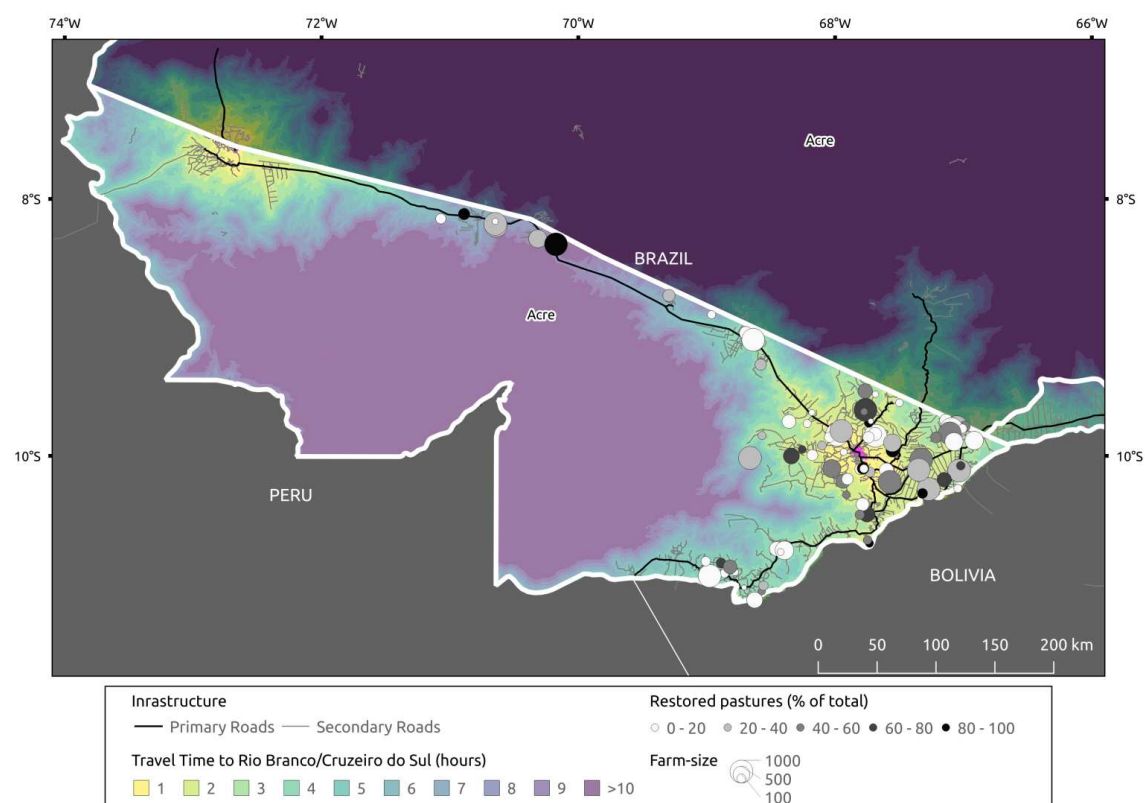 74°W 72°W 70°W 68°W 66°W
Acre
8°S 8°S
BRAZIL
Acre
10°S 10°S
PERU
BOLIVIA
0 50 100 150 200 km
Inrastructure
Primary Roads Secondary Roads
Travel Time to Rio Branco/Cruzeiro do Sul (hours)
1 2 3 4 5 6 7 8 9 >10
Restored pastures (% of total)
0 - 20 20 - 40 40 - 60 60 - 80 80 - 100
Farm-size
1000
500
100